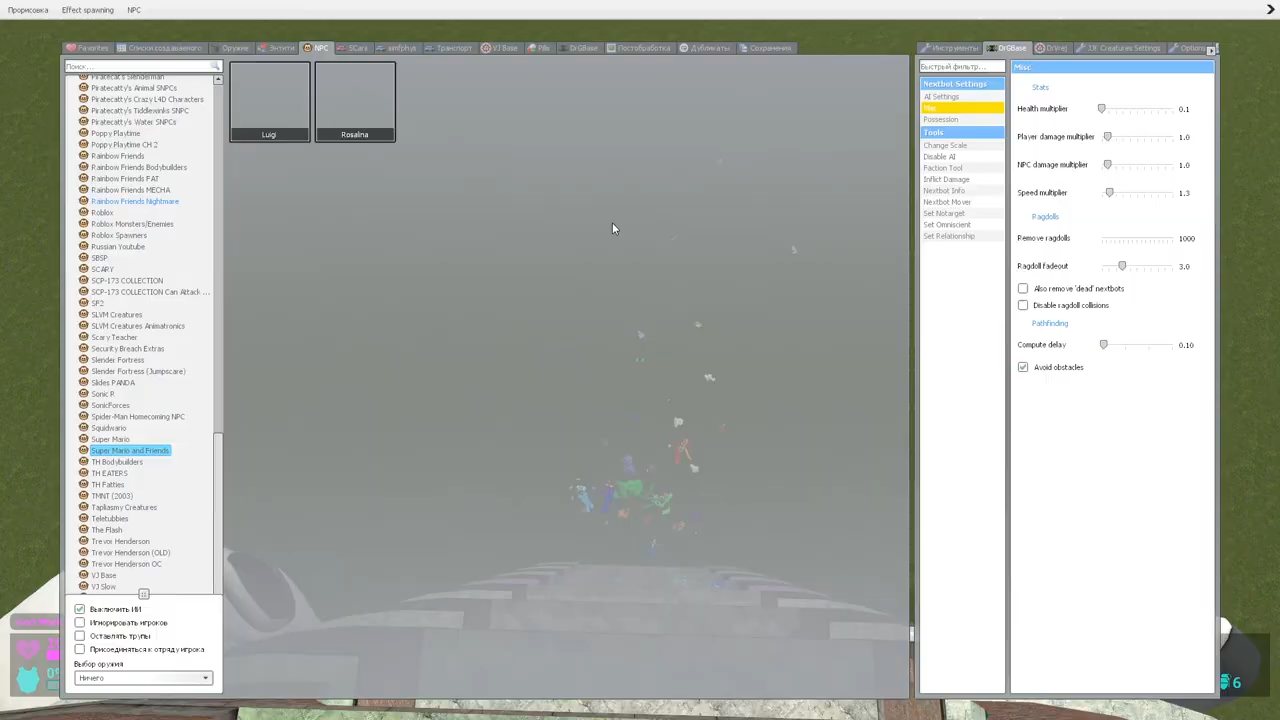 Прорисовка Effect spawning NPC
Favorites Списки создаваемого Оружие Энтити NPC SCars simfphys Транспорт VJ Base Pills DrGBase Постобработка Дубликаты Сохранения
Поиск...
Piratecat's Slenderman
Piratecatty's Animal SNPCs
Piratecatty's Crazy L4D Characters
Piratecatty's Tiddlewinks SNPC
Piratecatty's Water SNPCs
Poppy Playtime
Poppy Playtime CH 2
Rainbow Friends
Rainbow Friends Bodybuilders
Rainbow Friends FAT
Rainbow Friends MECHA
Rainbow Friends Nightmare
Roblox
Roblox Monsters/Enemies
Roblox Spawners
Russian Youtube
SBSP
SCARY
SCP-173 COLLECTION
SCP-173 COLLECTION Can Attack ...
SF2
SLVM Creatures
SLVM Creatures Animatronics
Scary Teacher
Security Breach Extras
Slender Fortress
Slender Fortress (Jumpscare)
Slides PANDA
Sonic R
SonicForces
Spider-Man Homecoming NPC
Squidwario
Super Mario
Super Mario and Friends
TH Bodybuilders
TH EATERS
TH Fatties
TMNT (2003)
Tapliasmy Creatures
Teletubbies
The Flash
Trevor Henderson
Trevor Henderson (OLD)
Trevor Henderson OC
VJ Base
VJ Slow
Выключить ИИ
Игнорировать игроков
Оставлять трупы
Присоединяться к отряду игрока
Выбор оружия
Ничего
Luigi
Rosalina
Инструменты DrGBase DrVrej JJ Creatures Settings Options
Быстрый фильтр...
Nextbot Settings
AI Settings
Misc
Possession
Tools
Change Scale
Disable AI
Faction Tool
Inflict Damage
Nextbot Info
Nextbot Mover
Set Notarget
Set Omniscient
Set Relationship
Misc.
Stats
Health multiplier 0.1
Player damage multiplier 1.0
NPC damage multiplier 1.0
Speed multiplier 1.3
Ragdolls
Remove ragdolls 1000
Ragdoll fadeout 3.0
Also remove 'dead' nextbots
Disable ragdoll collisions
Pathfinding
Compute delay 0.10
Avoid obstacles
6